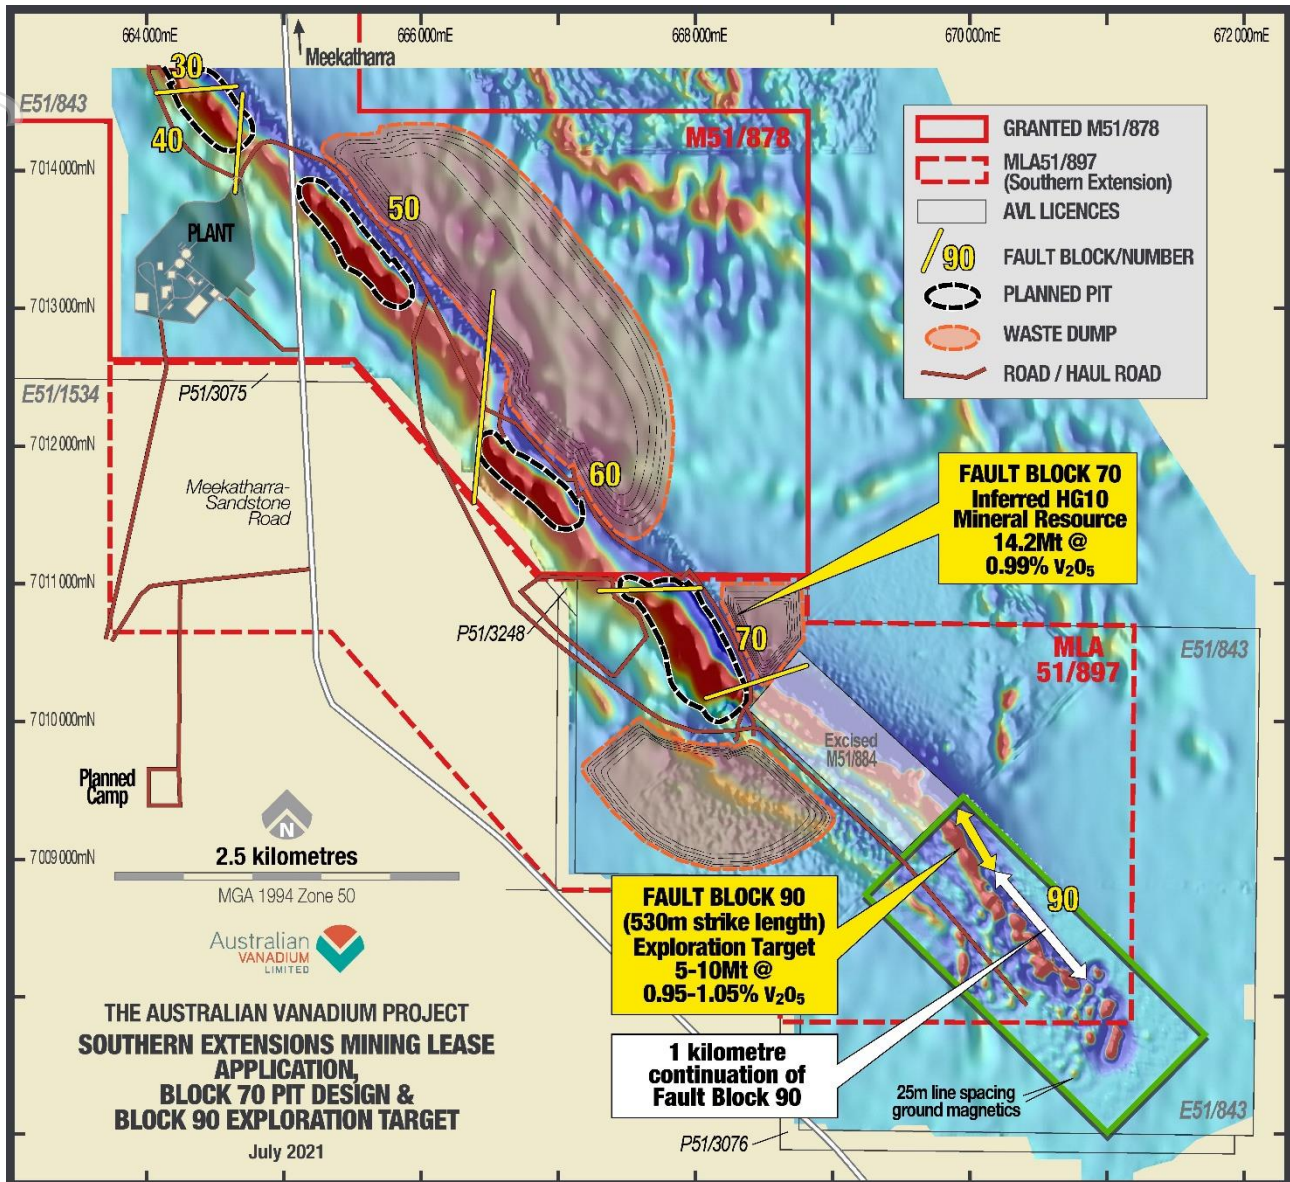 664 000mE
666 000mE
668 000mE
670 000mE
672 000mE
Meekatharra
30
40
E51/843
M51/878
7 014 000mN
50
PLANT
7 013 000mN
GRANTED M51/878
MLA51/897
(Southern Extension)
AVL LICENCES
90
FAULT BLOCK/NUMBER
PLANNED PIT
WASTE DUMP
ROAD / HAUL ROAD
E51/1534
P51/3075
7 012 000mN
Meekatharra-
Sandstone
Road
60
FAULT BLOCK 70
Inferred HG10
Mineral Resource
14.2Mt @
0.99% V₂O₅
7 011 000mN
P51/3248
70
MLA
51/897
E51/843
7 010 000mN
Excised
M51/884
Planned
Camp
N
2.5 kilometres
MGA 1994 Zone 50
7 009 000mN
Australian
VANADIUM
LIMITED
FAULT BLOCK 90
(530m strike length)
Exploration Target
5-10Mt @
0.95-1.05% V₂O₅
90
1 kilometre
continuation of
Fault Block 90
25m line spacing
ground magnetics
E51/843
P51/3076
THE AUSTRALIAN VANADIUM PROJECT
SOUTHERN EXTENSIONS MINING LEASE
APPLICATION,
BLOCK 70 PIT DESIGN &
BLOCK 90 EXPLORATION TARGET
July 2021